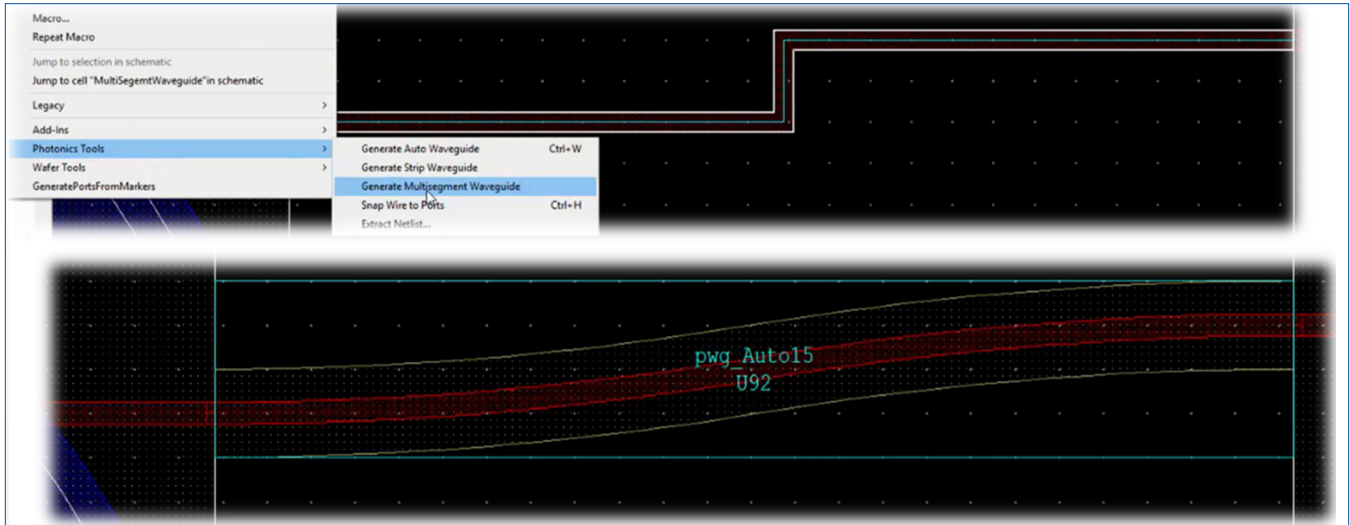 Macro...
Repeat Macro
Jump to selection in schematic
Jump to cell "MultiSegemtWaveguide"in schematic
Legacy >
Add-Ins >
Photonics Tools >
Wafer Tools >
GeneratePortsFromMarkers
Generate Auto Waveguide Ctrl+W
Generate Strip Waveguide
Generate Multisegment Waveguide
Snap Wire to Ports Ctrl+H
Extract Netlist...
pwg_Auto15
U92